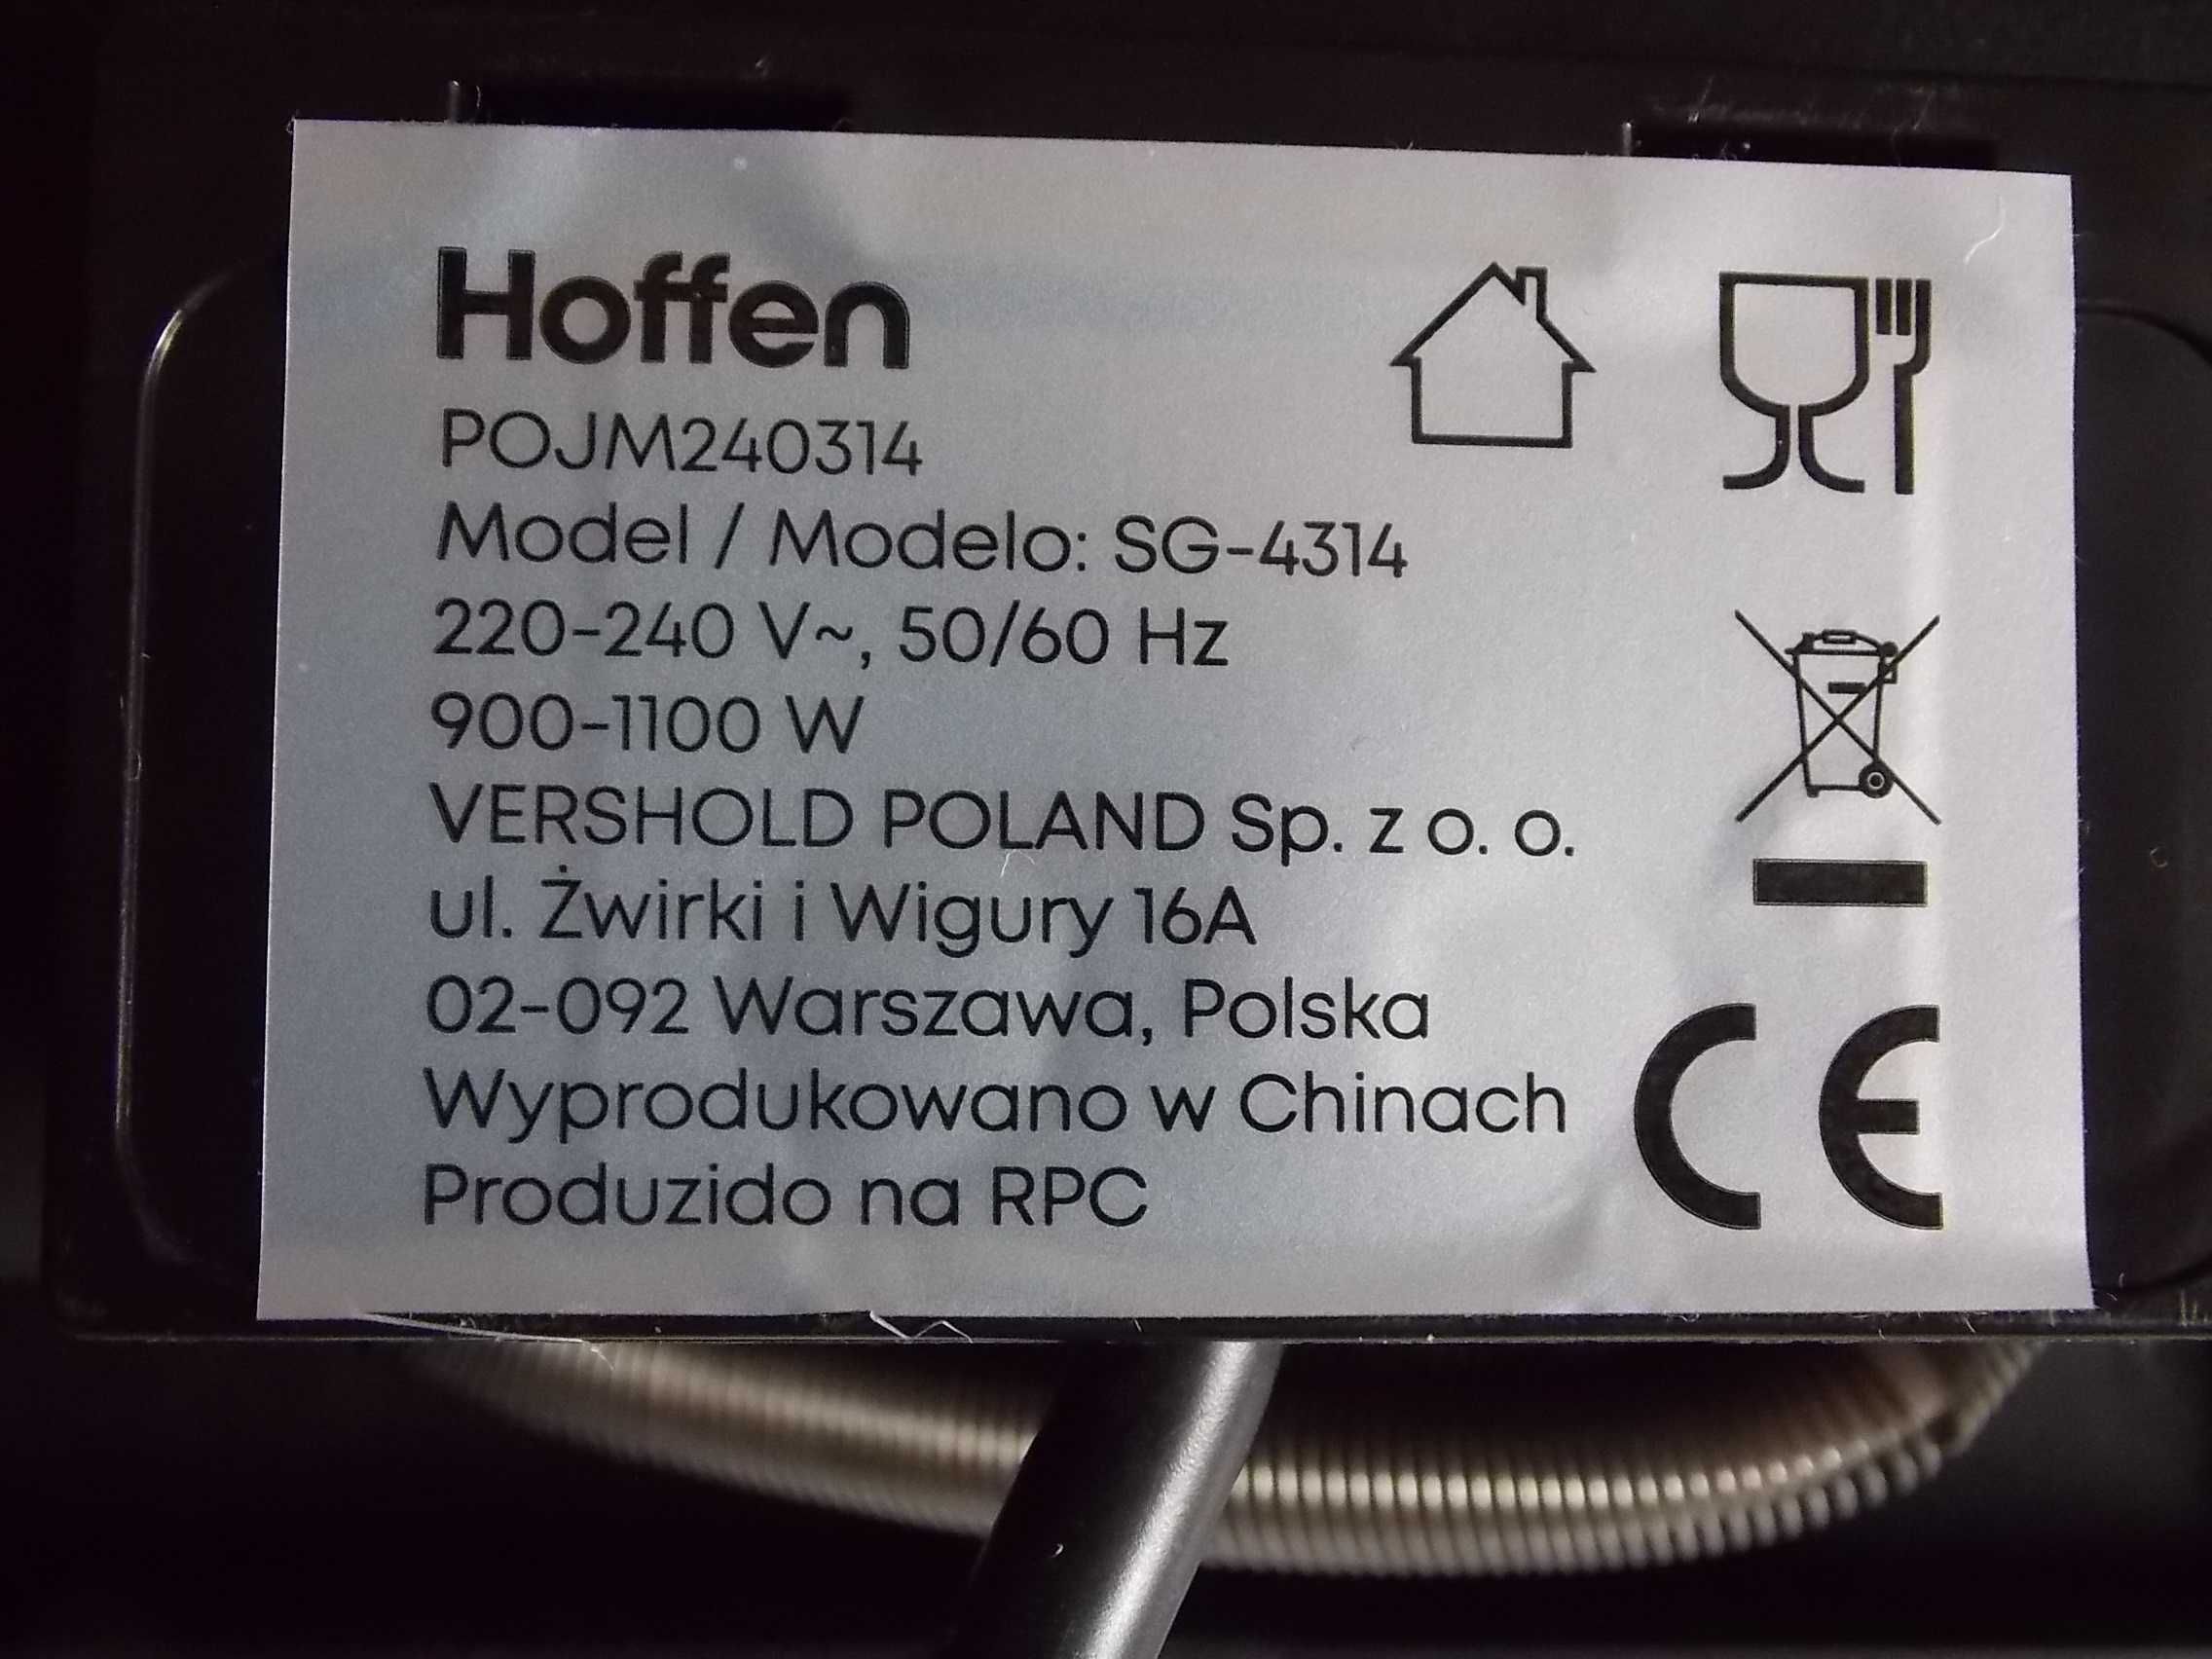 Hoffen
POJM240314
Model / Modelo: SG-4314
220-240 V~, 50/60 Hz
900-1100 W
VERSHOLD POLAND Sp. z o. o.
ul. Żwirki i Wigury 16A
02-092 Warszawa, Polska
Wyprodukowano w Chinach
Produzido na RPC
CE